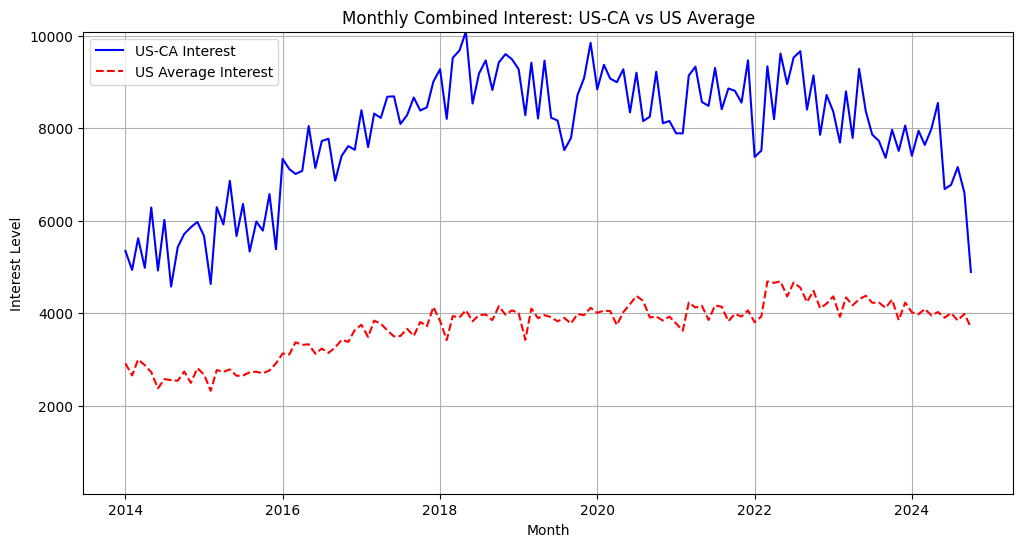 Monthly Combined Interest: US-CA vs US Average
US-CA Interest
US Average Interest
10000
8000
6000
4000
2000
Interest Level
2014 2016 2018 2020 2022 2024
Month